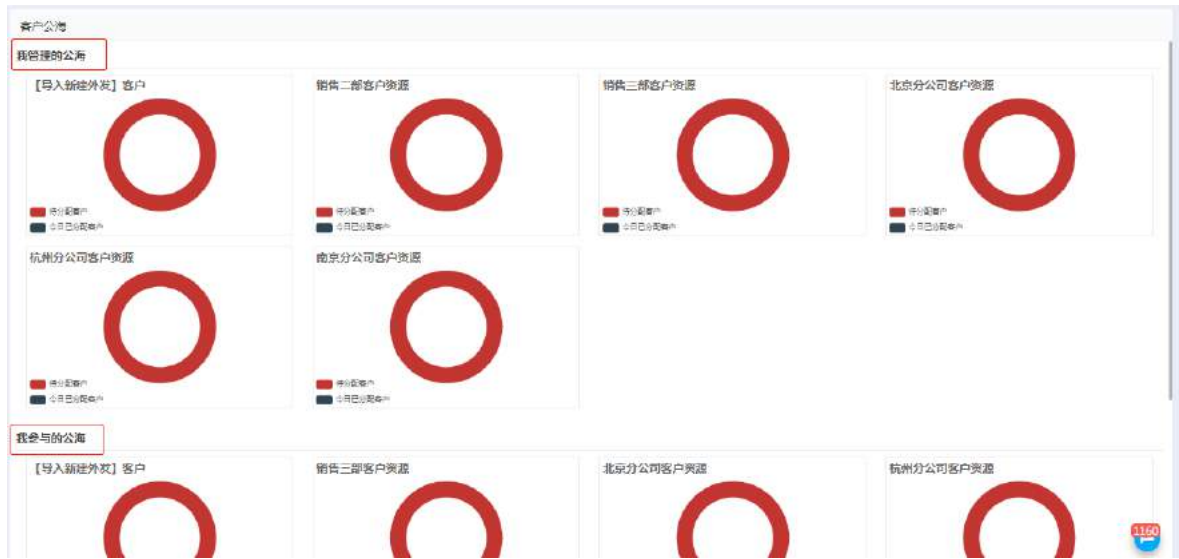 客户公海
我管理的公海
【导入新建外发】客户
销售二部客户资源
销售三部客户资源
北京分公司客户资源
待分配客户
今日已分配客户
待分配客户
今日已分配客户
待分配客户
今日已分配客户
待分配客户
今日已分配客户
杭州分公司客户资源
南京分公司客户资源
待分配客户
今日已分配客户
待分配客户
今日已分配客户
我参与的公海
【导入新建外发】客户
销售三部客户资源
北京分公司客户资源
杭州分公司客户资源
1160